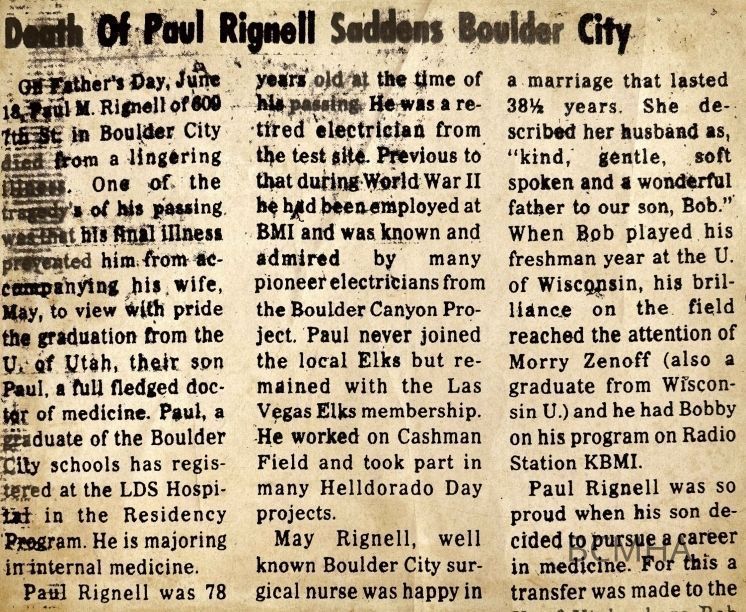 Death Of Paul Rignell Saddens Boulder City
On Father's Day, June
18, Paul M. Rignell of 609
7th St. in Boulder City
died from a lingering
illness. One of the
tragedy's of his passing
was that his final illness
prevented him from ac-
companying his wife,
May, to view with pride
the graduation from the
U. of Utah, their son
Paul, a full fledged doc-
tor of medicine. Paul, a
graduate of the Boulder
City schools has regis-
tered at the LDS Hospi-
tal in the Residency
Program. He is majoring
in internal medicine.
Paul Rignell was 78
years old at the time of
his passing. He was a re-
tired electrician from
the test site. Previous to
that during World War II
he had been employed at
BMI and was known and
admired by many
pioneer electricians from
the Boulder Canyon Pro-
ject. Paul never joined
the local Elks but re-
mained with the Las
Vegas Elks membership.
He worked on Cashman
Field and took part in
many Helldorado Day
projects.
May Rignell, well
known Boulder City sur-
gical nurse was happy in
a marriage that lasted
38½ years. She de-
scribed her husband as,
"kind, gentle, soft
spoken and a wonderful
father to our son, Bob."
When Bob played his
freshman year at the U.
of Wisconsin, his bril-
liance on the field
reached the attention of
Morry Zenoff (also a
graduate from Wiscon-
sin U.) and he had Bobby
on his program on Radio
Station KBMI.
Paul Rignell was so
proud when his son de-
cided to pursue a career
in medicine. For this a
transfer was made to the
BCMHA